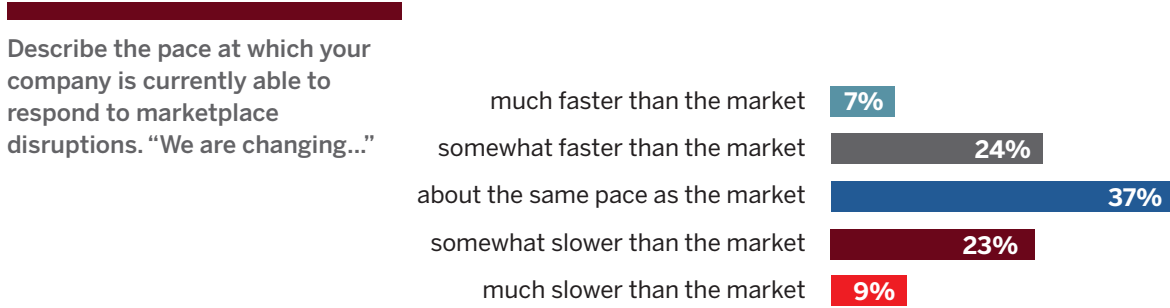 Describe the pace at which your
company is currently able to
respond to marketplace
disruptions. “We are changing...”
much faster than the market 7%
somewhat faster than the market 24%
about the same pace as the market 37%
somewhat slower than the market 23%
much slower than the market 9%